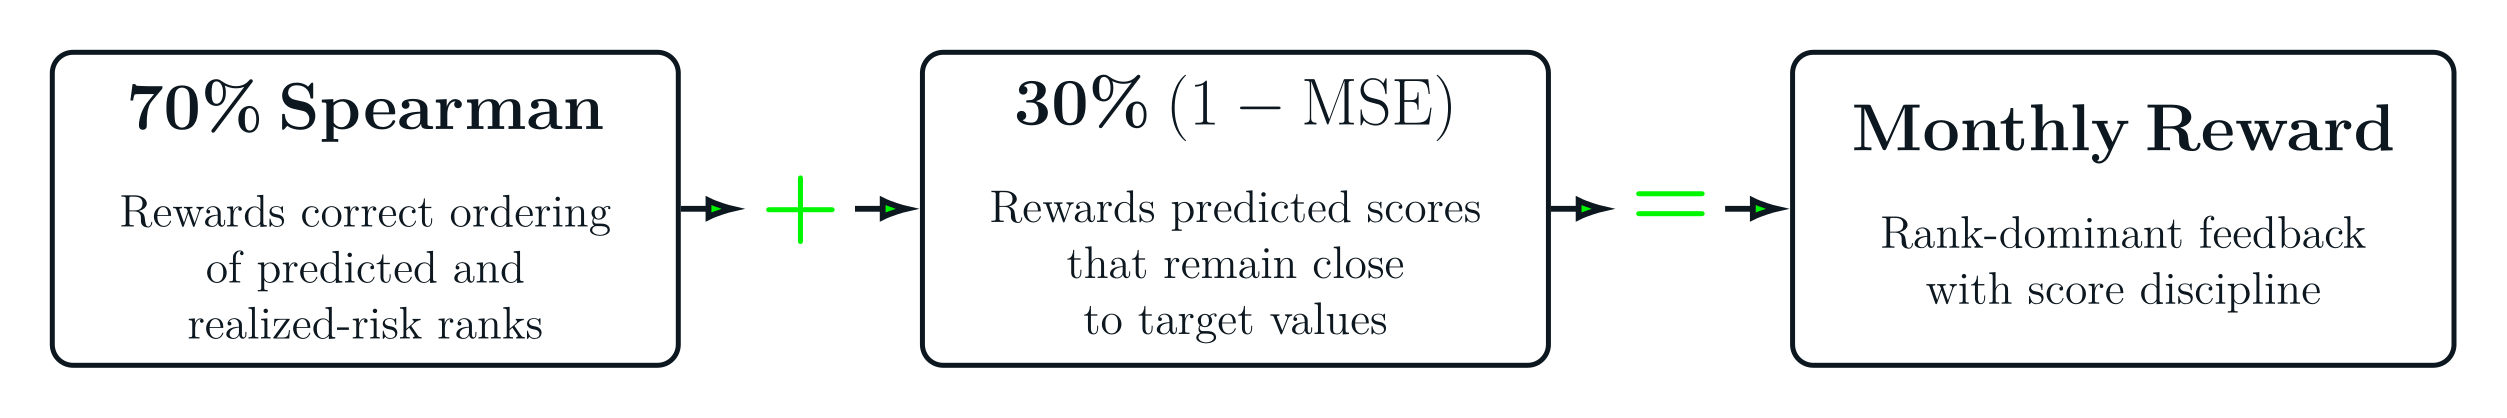 70% Spearman
Rewards correct ordering
of predicted and
realized-risk ranks
+
30% (1 − MSE)
Rewards predicted scores
that remain close
to target values
=
Monthly Reward
Rank-dominant feedback
with score discipline